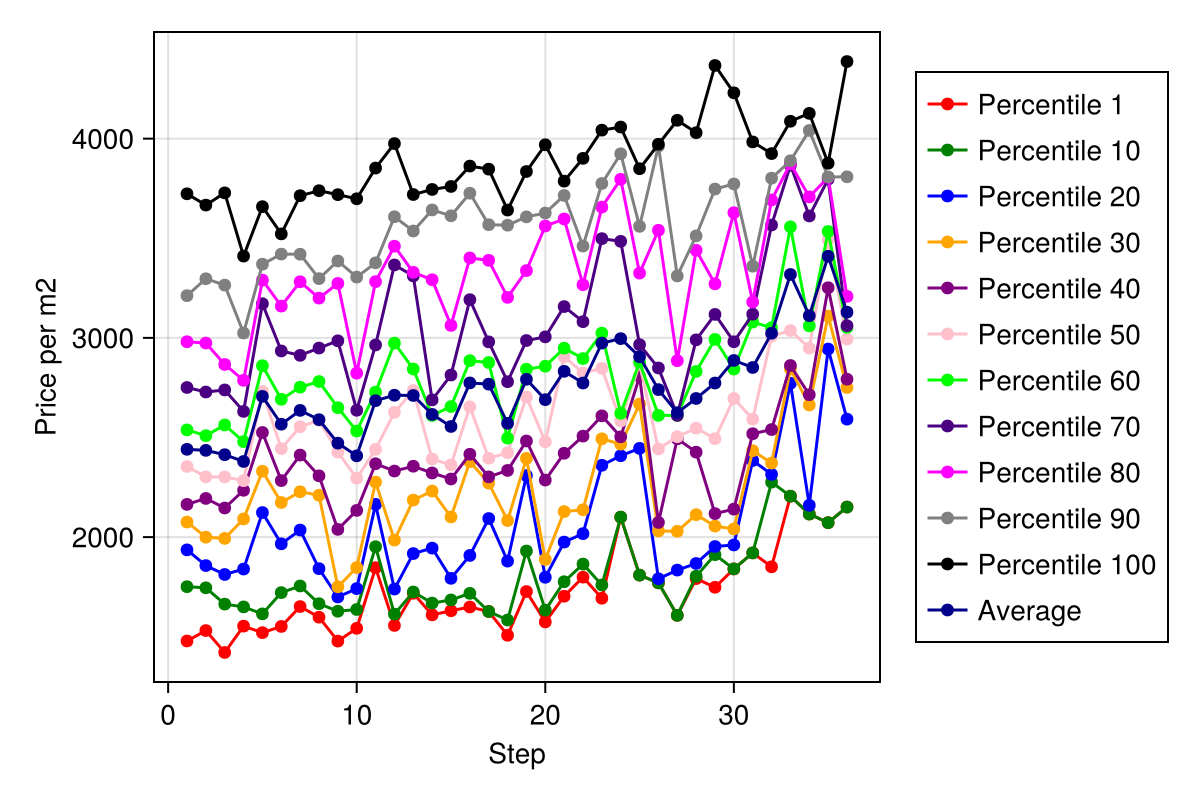 Price per m2
4000
3000
2000
0 10 20 30
Step
Percentile 1
Percentile 10
Percentile 20
Percentile 30
Percentile 40
Percentile 50
Percentile 60
Percentile 70
Percentile 80
Percentile 90
Percentile 100
Average